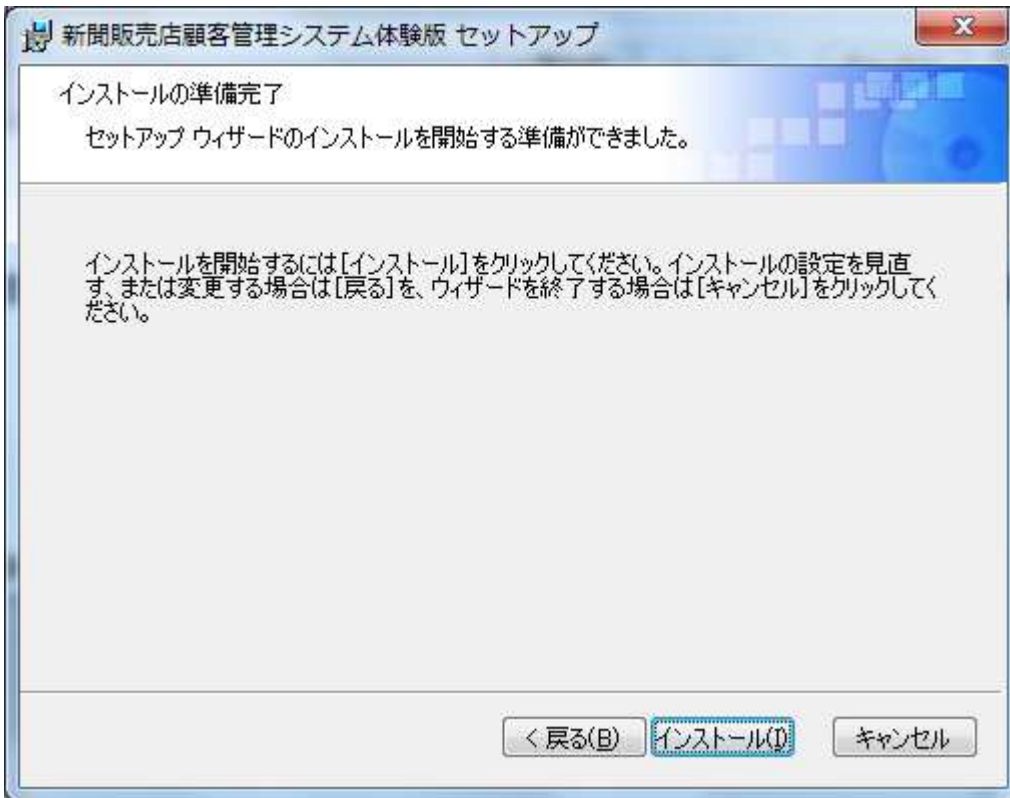 新聞販売店顧客管理システム体験版 セットアップ
インストールの準備完了
セットアップ ウィザードのインストールを開始する準備ができました。
インストールを開始するには[インストール]をクリックしてください。インストールの設定を見直
す、または変更する場合は[戻る]を、ウィザードを終了する場合は[キャンセル]をクリックしてく
ださい。
< 戻る(B) インストール(I) キャンセル